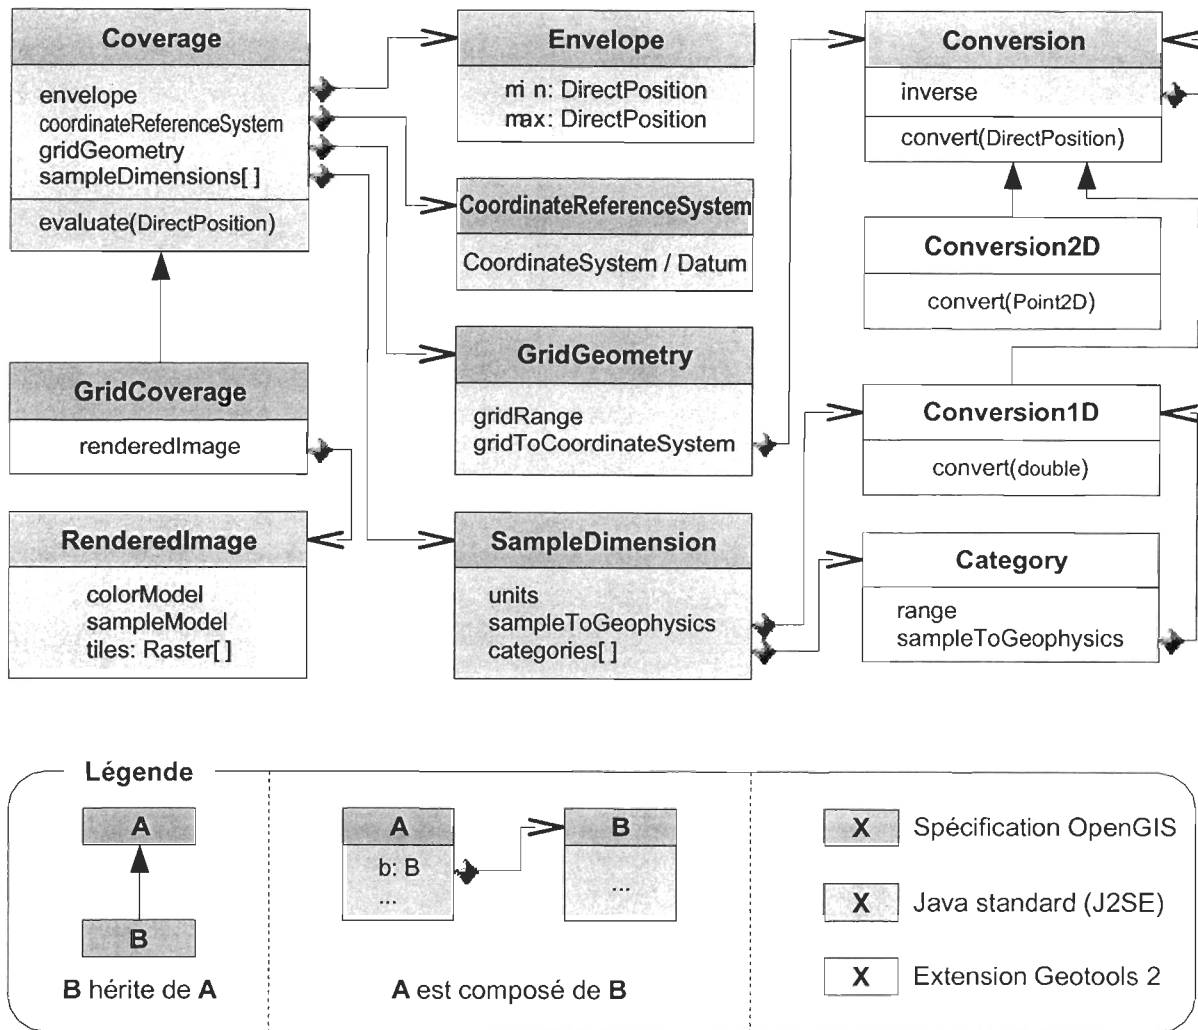 Coverage
envelope
coordinateReferenceSystem
gridGeometry
sampleDimensions[ ]
evaluate(DirectPosition)
GridCoverage
renderedImage
RenderedImage
colorModel
sampleModel
tiles: Raster[ ]
Envelope
min: DirectPosition
max: DirectPosition
CoordinateReferenceSystem
CoordinateSystem / Datum
GridGeometry
gridRange
gridToCoordinateSystem
SampleDimension
units
sampleToGeophysics
categories[ ]
Conversion
inverse
convert(DirectPosition)
Conversion2D
convert(Point2D)
Conversion1D
convert(double)
Category
range
sampleToGeophysics
Légende
A
B
B hérite de A
A
b: B
...
B
...
A est composé de B
X Spécification OpenGIS
X Java standard (J2SE)
X Extension Geotools 2